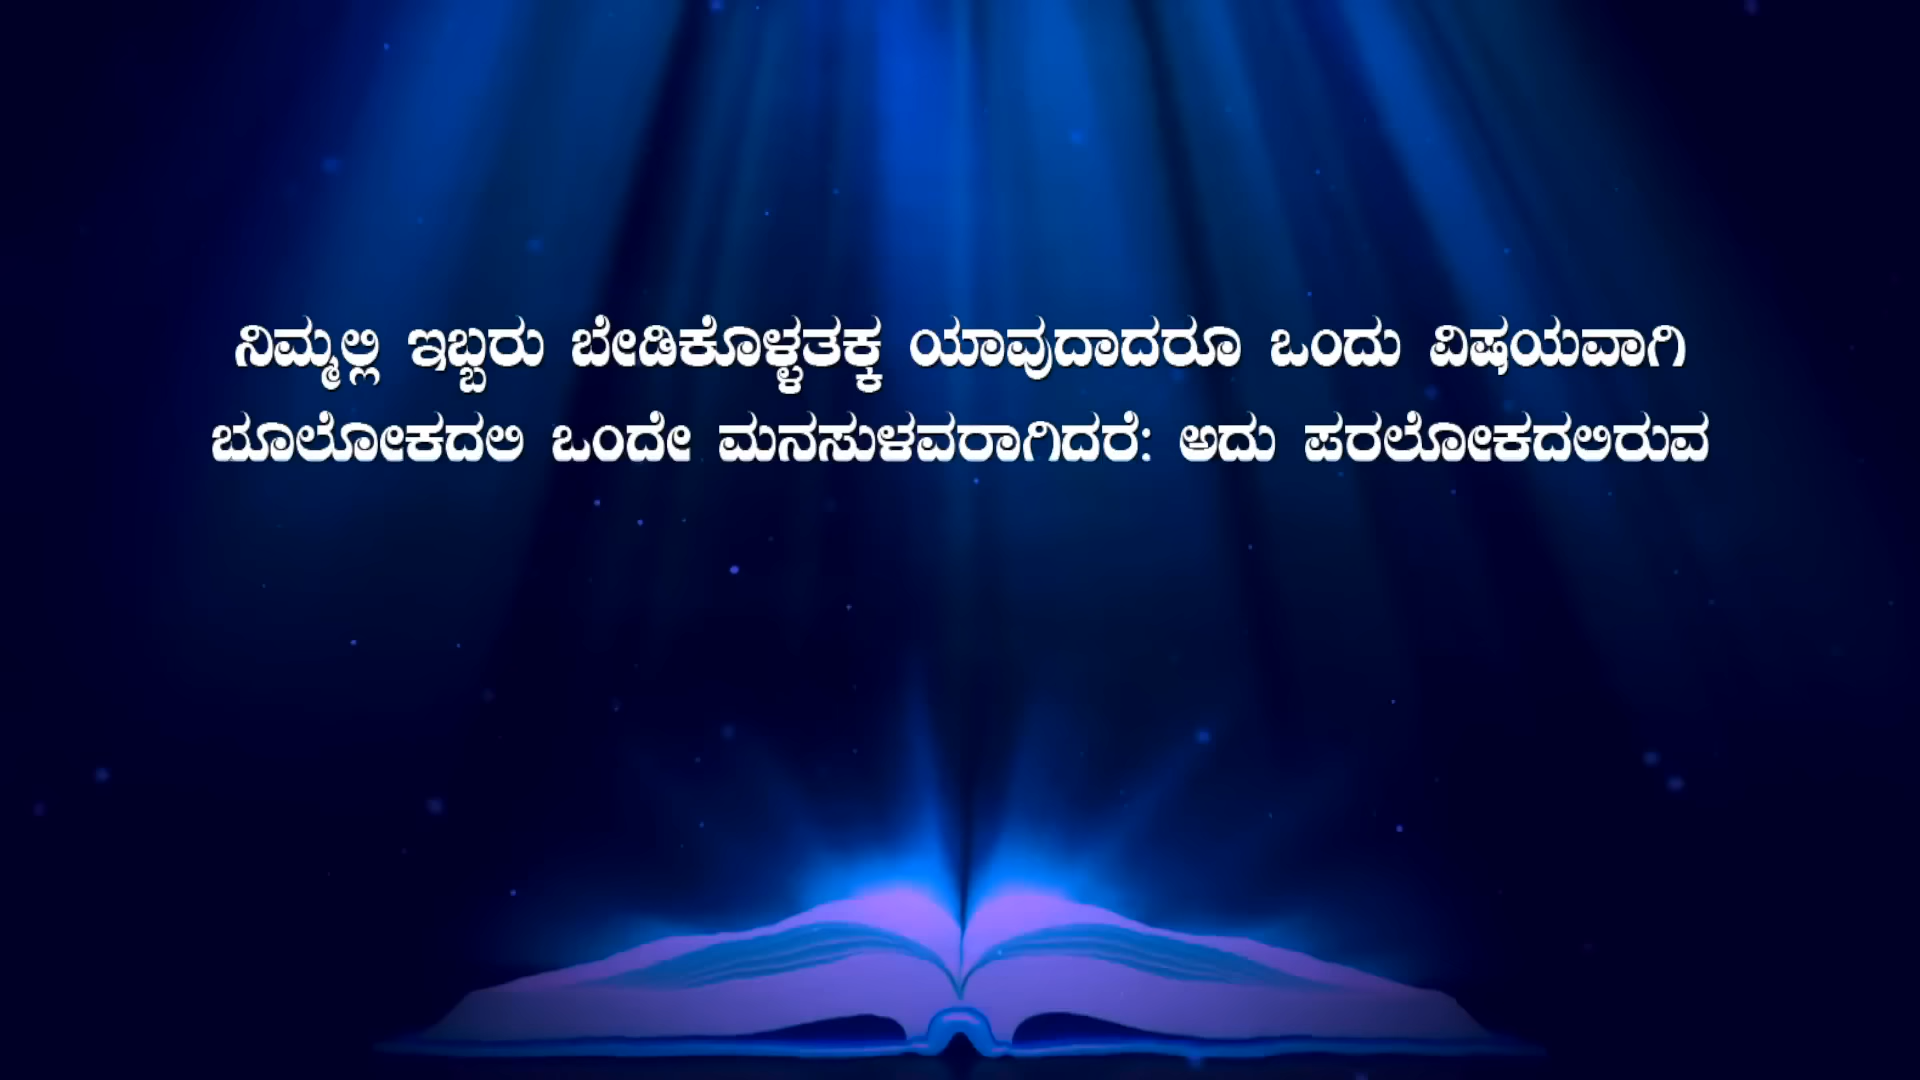 ನಿಮ್ಮಲ್ಲಿ ಇಬ್ಬರು ಬೇಡಿಕೊಳ್ಳತಕ್ಕ ಯಾವುದಾದರೂ ಒಂದು ವಿಷಯವಾಗಿ
ಬೂಲೋಕದಲಿ ಒಂದೇ ಮನಸುಳವರಾಗಿದರೆ: ಅದು ಪರಲೋಕದಲಿರುವ